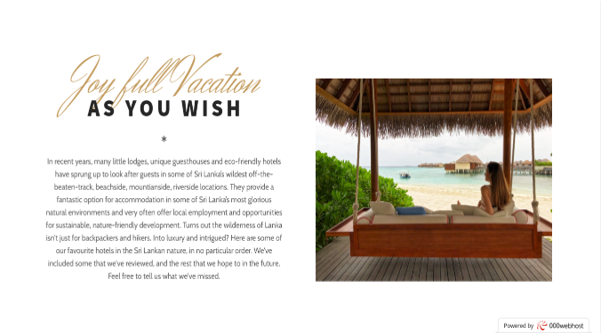 Joy full Vacation
AS YOU WISH
*
In recent years, many little lodges, unique guesthouses and eco-friendly hotels
have sprung up to look after guests in some of Sri Lanka's wildest off-the-
beaten-track, beachside, mountianside, riverside locations. They provide a
fantastic option for accommodation in some of Sri Lanka's most glorious
natural environments and very often offer local employment and opportunities
for sustainable, nature-friendly development. Turns out the wilderness of Lanka
isn't just for backpackers and hikers. Into luxury and intrigued? Here are some of
our favourite hotels in the Sri Lankan nature, in no particular order. We've
included some that we've reviewed, and the rest that we hope to in the future.
Feel free to tell us what we've missed.
Powered by 000webhost